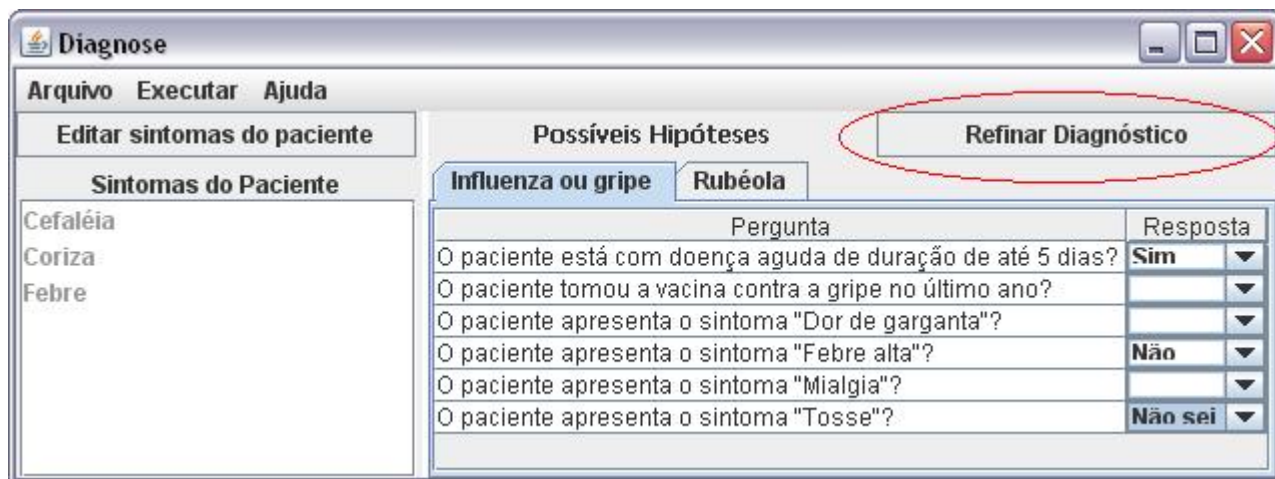 Diagnose
Arquivo Executar Ajuda
Editar sintomas do paciente
Sintomas do Paciente
Cefaléia
Coriza
Febre
Possíveis Hipóteses
Refinar Diagnóstico
Influenza ou gripe Rubéola
Pergunta Resposta
O paciente está com doença aguda de duração de até 5 dias? Sim
O paciente tomou a vacina contra a gripe no último ano?
O paciente apresenta o sintoma "Dor de garganta"?
O paciente apresenta o sintoma "Febre alta"? Não
O paciente apresenta o sintoma "Mialgia"?
O paciente apresenta o sintoma "Tosse"? Não sei